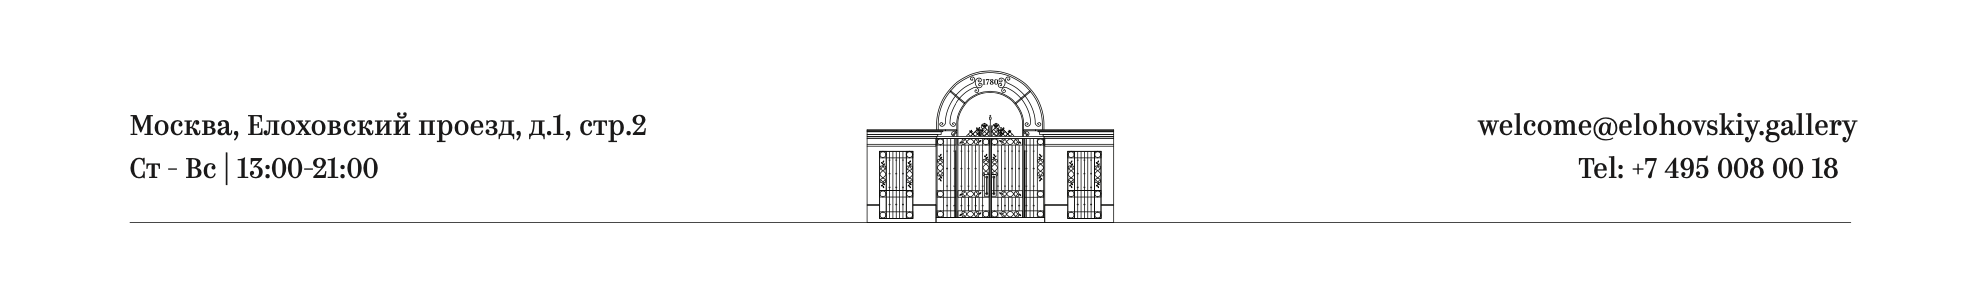 Москва, Елоховский проезд, д.1, стр.2
Ст - Вс | 13:00-21:00
1780
welcome@elohovskiy.gallery
Tel: +7 495 008 00 18